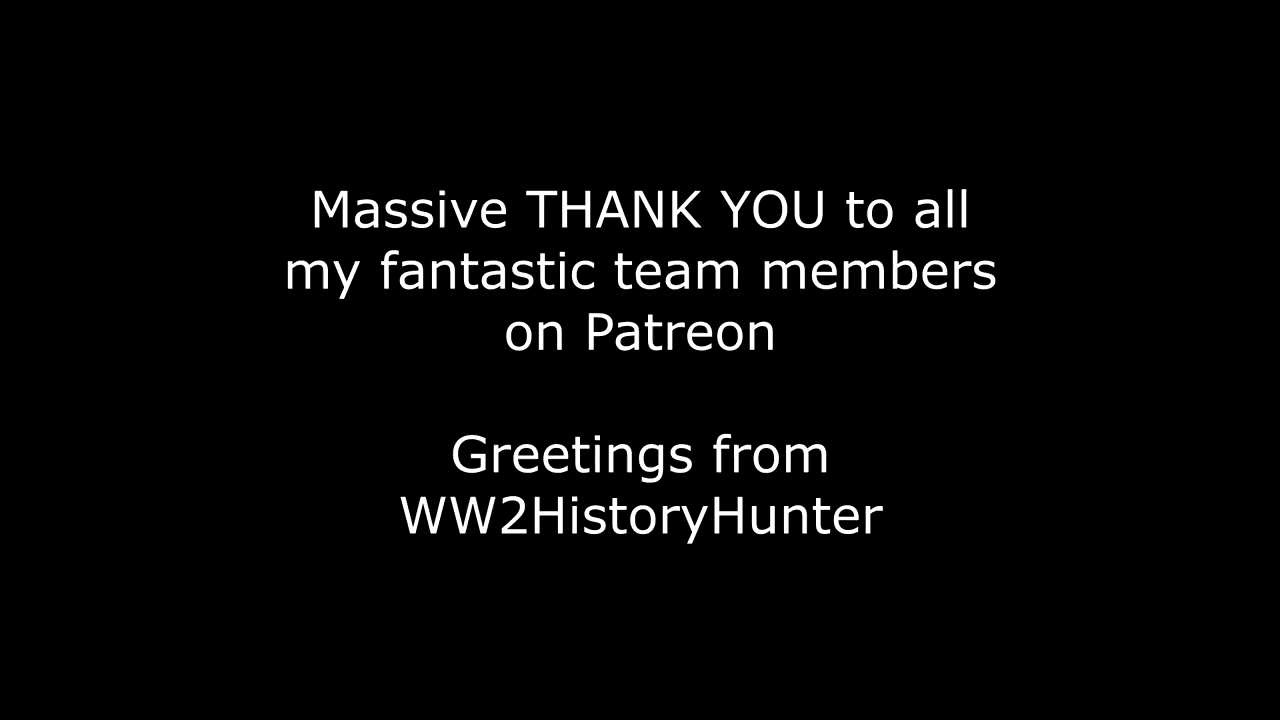 Massive THANK YOU to all
my fantastic team members
on Patreon
Greetings from
WW2HistoryHunter